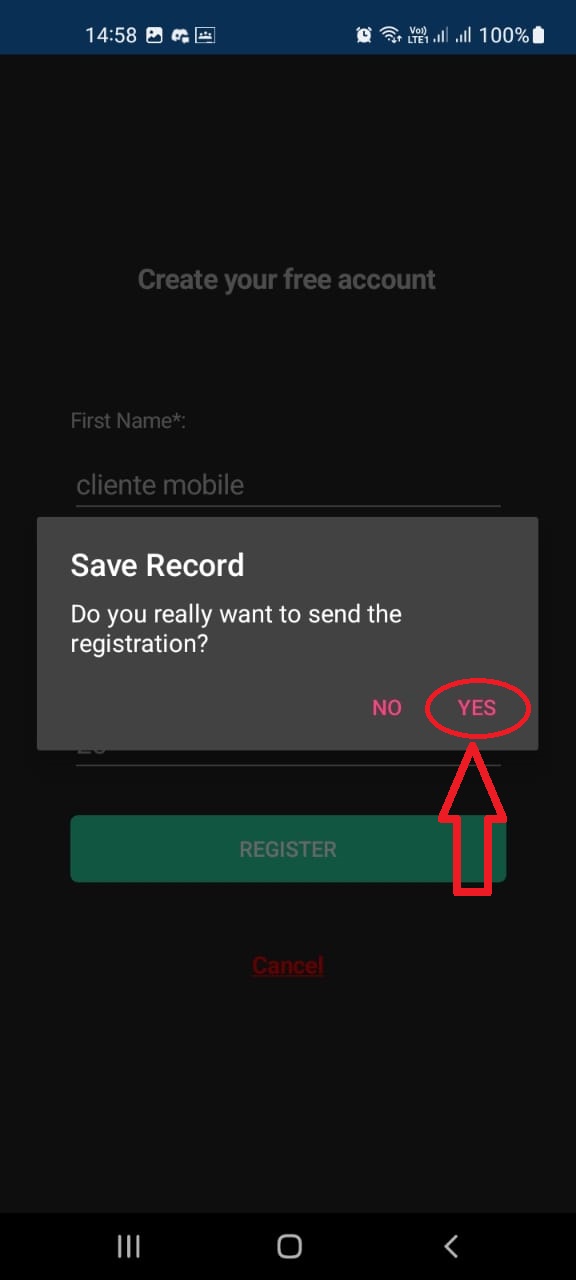 14:58
Vo)) LTE1 100%
Create your free account
First Name*:
cliente mobile
Save Record
Do you really want to send the
registration?
NO YES
REGISTER
Cancel